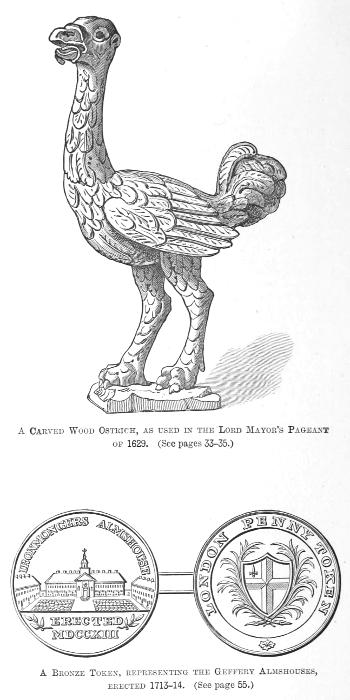 A CARVED WOOD OSTRICH, AS USED IN THE LORD MAYOR'S PAGEANT
OF 1629. (See pages 33-35.)
IRONMONGERS ALMSHOUSE
ERECTED
MDCCXIII
LONDON PENNY TOKEN
A BRONZE TOKEN, REPRESENTING THE GEFFERY ALMSHOUSES,
ERECTED 1713-14. (See page 55.)